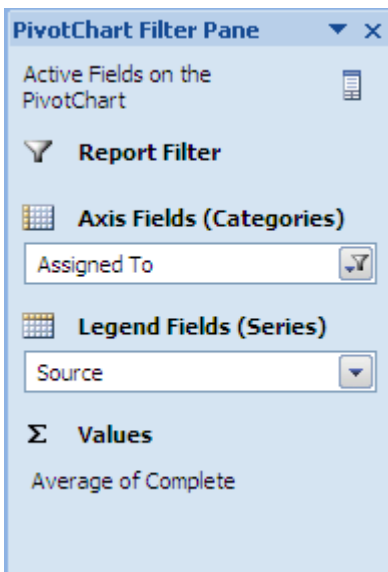 PivotChart Filter Pane
Active Fields on the
PivotChart
Report Filter
Axis Fields (Categories)
Assigned To
Legend Fields (Series)
Source
Σ Values
Average of Complete